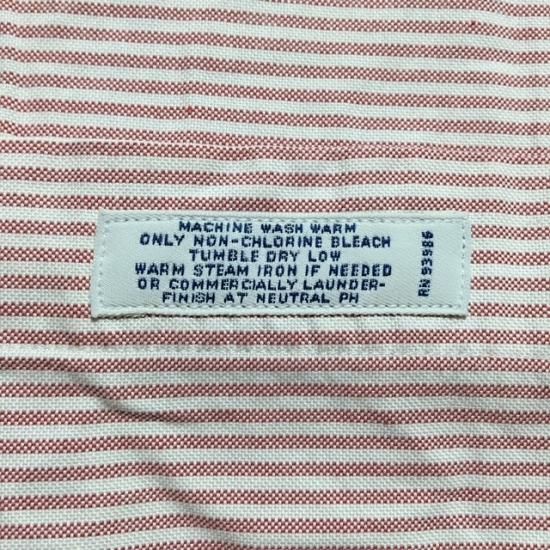 MACHINE WASH WARM
ONLY NON-CHLORINE BLEACH
TUMBLE DRY LOW
WARM STEAM IRON IF NEEDED
OR COMMERCIALLY LAUNDER-
FINISH AT NEUTRAL PH
RN 93986